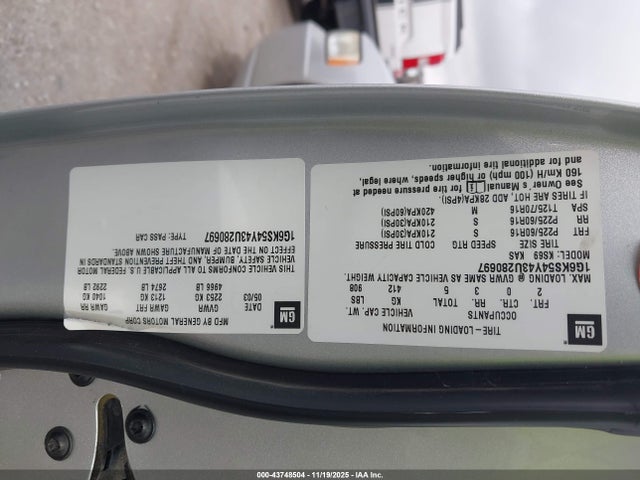 GM
MFD BY GENERAL MOTORS CORP
DATE GVWR GAWR FRT GAWR RR
05/03 2263 KG 1213 KG 1040 KG
4966 LB 2674 LB 2292 LB
THIS VEHICLE CONFORMS TO ALL APPLICABLE U.S. FEDERAL MOTOR
VEHICLE SAFETY, BUMPER, AND THEFT PREVENTION STANDARDS IN
EFFECT ON THE DATE OF MANUFACTURE SHOWN ABOVE.
1G6KS54Y43U280697 TYPE: PASS CAR
GM
TIRE-LOADING INFORMATION
OCCUPANTS VEHICLE CAP. WT.
FRT. CTR. RR. TOTAL KG LBS
2 0 3 5 412 908
MAX. LOADING @ GVWR SAME AS VEHICLE CAPACITY WEIGHT.
1G6KS54Y43U280697
MODEL: K669 KAS
TIRE SIZE SPEED RTG COLD TIRE PRESSURE
FRT P225/60R16 S 210KPA(30PSI)
RR P225/60R16 S 210KPA(30PSI)
SPA T125/70R16 M 420KPA(60PSI)
IF TIRES ARE HOT, ADD 28KPA(4PSI)
See Owner's Manual for tire pressure needed at
160 Km/H (100 mph) or higher speeds, where legal,
and for additional tire information.
000-43748504 - 11/19/2025 - IAA Inc.